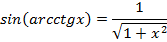 sin(arcctgx) = 1/√(1 + x²)